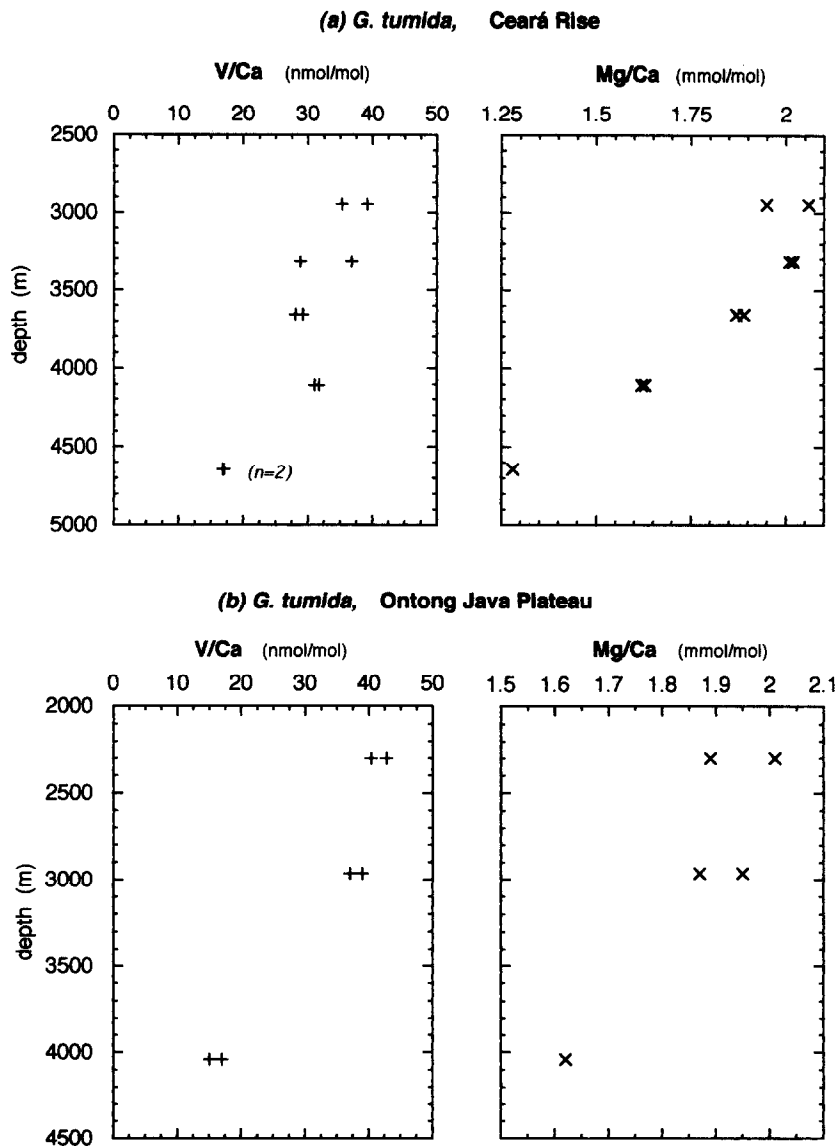 (a) G. tumida, Ceará Rise
V/Ca (nmol/mol)
Mg/Ca (mmol/mol)
0 10 20 30 40 50
1.25 1.5 1.75 2
2500
3000
3500
4000
4500
5000
depth (m)
(n=2)
(b) G. tumida, Ontong Java Plateau
V/Ca (nmol/mol)
Mg/Ca (mmol/mol)
0 10 20 30 40 50
1.5 1.6 1.7 1.8 1.9 2 2.1
2000
2500
3000
3500
4000
4500
depth (m)